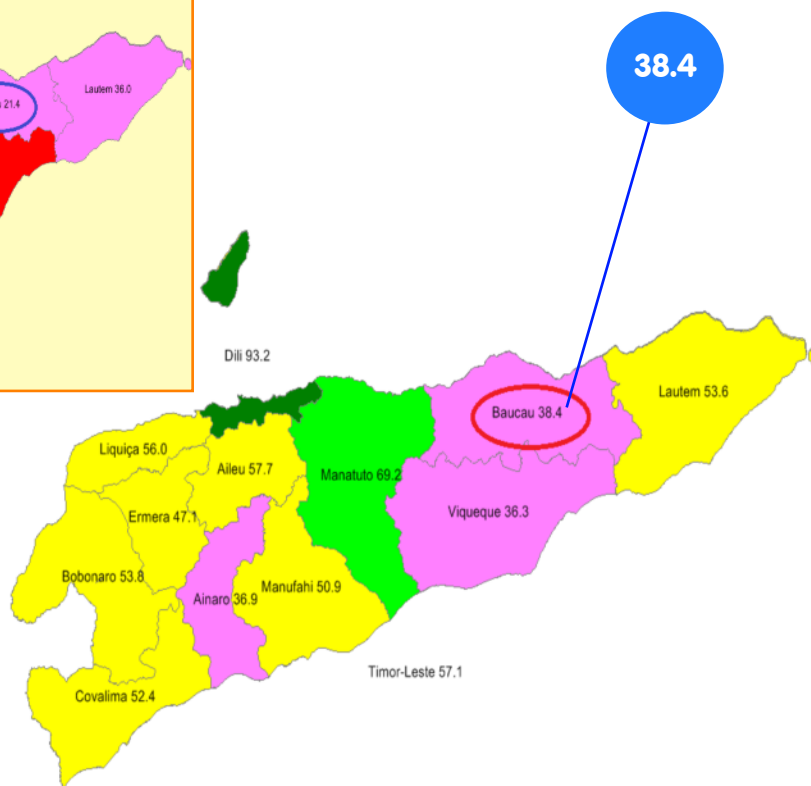 38.4
Lautem 36.0
21.4
Dili 93.2
Baucau 38.4
Lautem 53.6
Liquiça 56.0
Aileu 57.7
Manatuto 69.2
Ermera 47.1
Viqueque 36.3
Bobonaro 53.8
Ainaro 36.9
Manufahi 50.9
Timor-Leste 57.1
Covalima 52.4